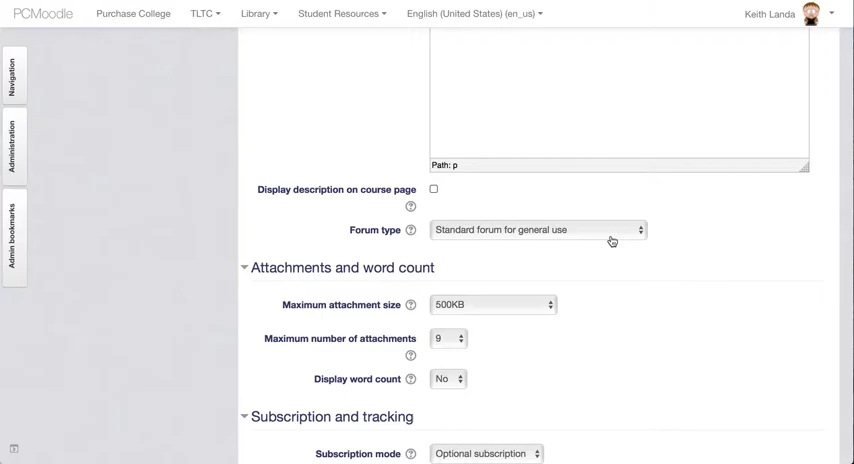 PCMoodle Purchase College TLTC Library Student Resources English (United States) (en_us) Keith Landa
Navigation
Administration
Admin bookmarks
Path: p
Display description on course page
Forum type Standard forum for general use
Attachments and word count
Maximum attachment size 500KB
Maximum number of attachments 9
Display word count No
Subscription and tracking
Subscription mode Optional subscription